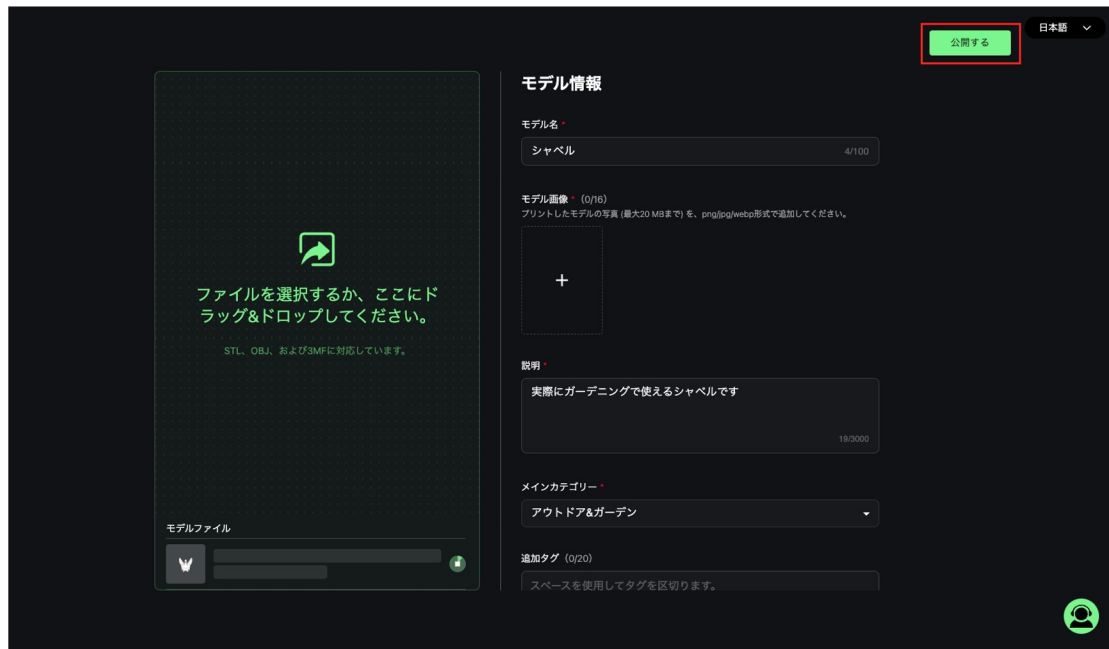 日本語
公開する
ファイルを選択するか、ここにド
ラッグ&ドロップしてください。
STL、OBJ、および3MFに対応しています。
モデルファイル
モデル情報
モデル名 *
シャベル
4/100
モデル画像 * (0/16)
プリントしたモデルの写真 (最大20 MBまで) を、png/jpg/webp形式で追加してください。
+
説明 *
実際にガーデニングで使えるシャベルです
19/3000
メインカテゴリー *
アウトドア&ガーデン
追加タグ (0/20)
スペースを使用してタグを区切ります。